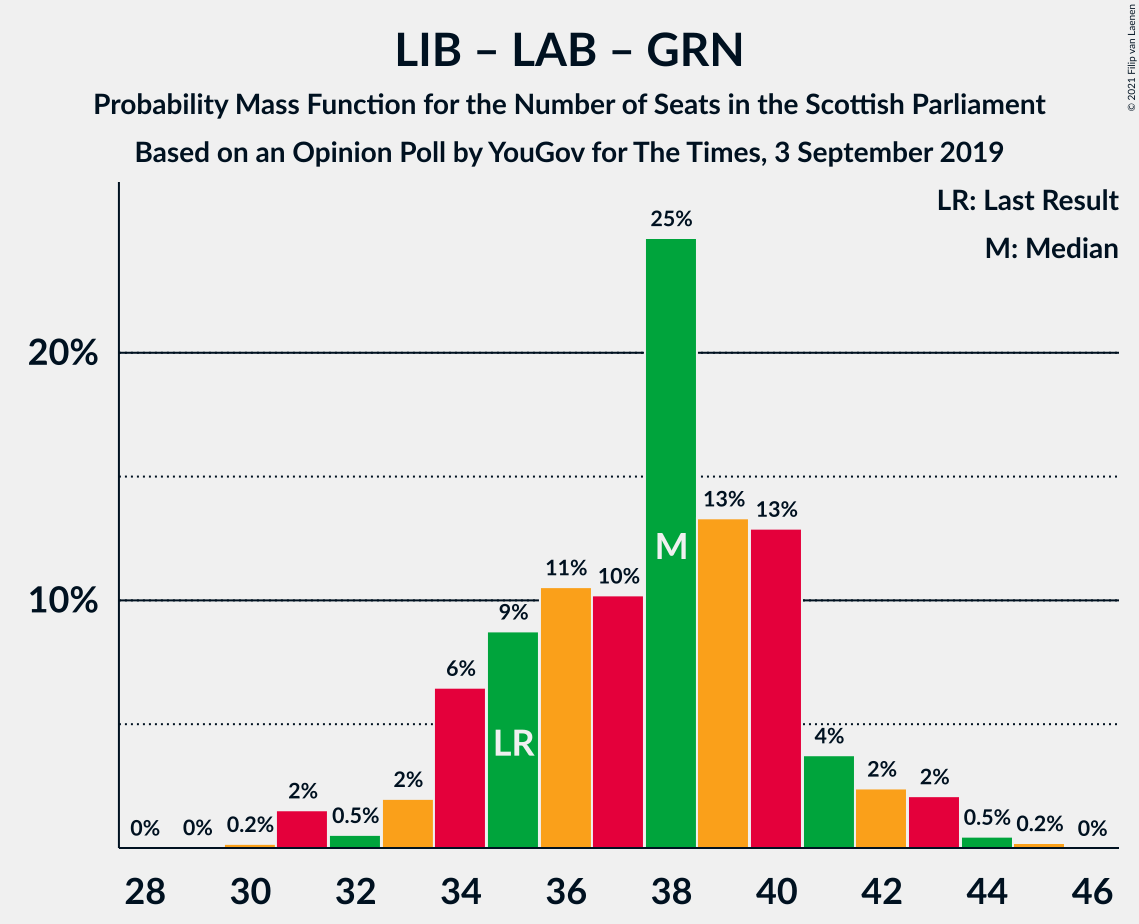 LIB – LAB – GRN
Probability Mass Function for the Number of Seats in the Scottish Parliament
Based on an Opinion Poll by YouGov for The Times, 3 September 2019
© 2021 Filip van Laenen
LR: Last Result
M: Median
20%
10%
0%
0%
0.2%
2%
0.5%
2%
6%
9%
11%
10%
25%
13%
13%
4%
2%
2%
0.5%
0.2%
0%
LR
M
28 30 32 34 36 38 40 42 44 46